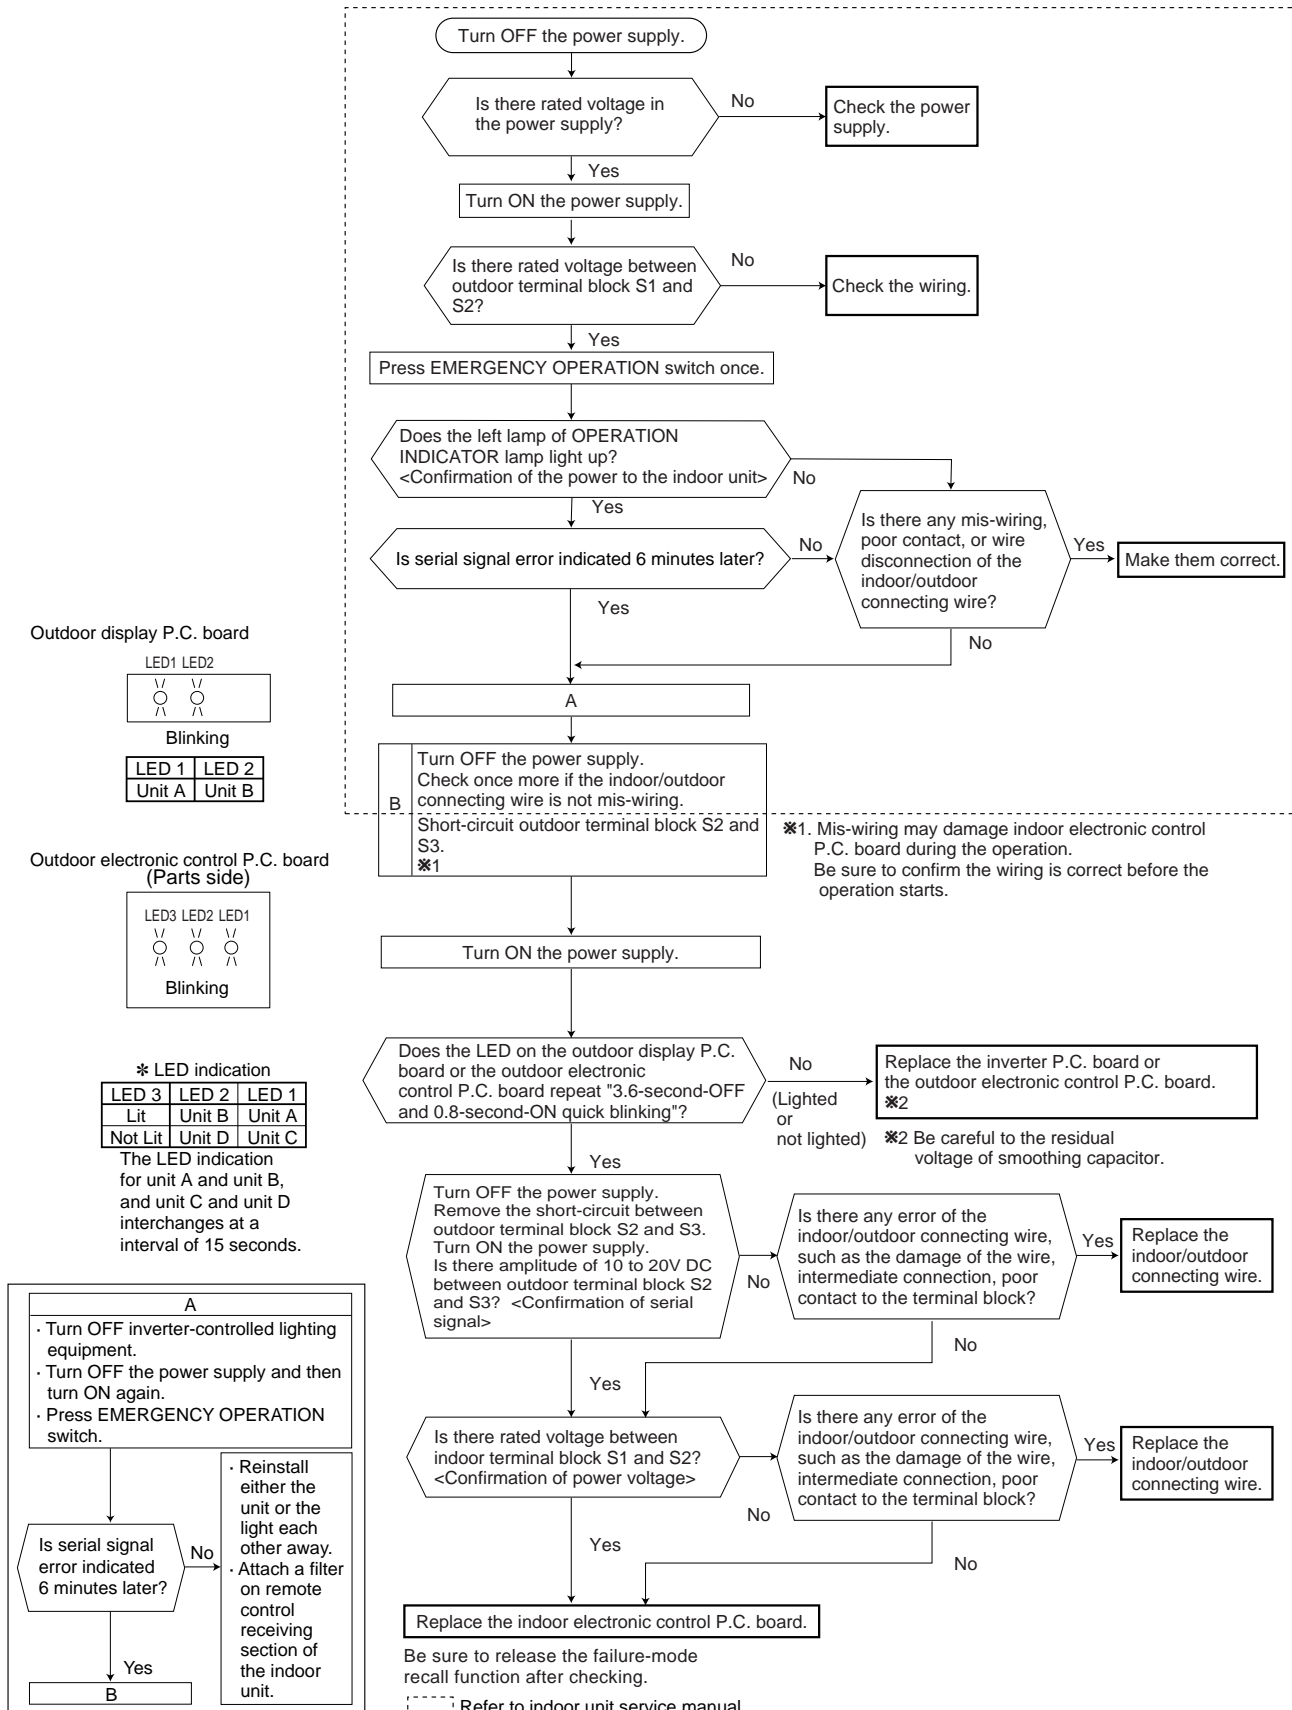 Turn OFF the power supply.
Is there rated voltage in
the power supply?
No
Check the power
supply.
Yes
Turn ON the power supply.
Is there rated voltage between
outdoor terminal block S1 and
S2?
No
Check the wiring.
Yes
Press EMERGENCY OPERATION switch once.
Does the left lamp of OPERATION
INDICATOR lamp light up?
<Confirmation of the power to the indoor unit>
No
Yes
Is serial signal error indicated 6 minutes later?
No
Is there any mis-wiring,
poor contact, or wire
disconnection of the
indoor/outdoor
connecting wire?
Yes
Make them correct.
Yes
No
A
B
Turn OFF the power supply.
Check once more if the indoor/outdoor
connecting wire is not mis-wiring.
Short-circuit outdoor terminal block S2 and
S3.
※1
※1. Mis-wiring may damage indoor electronic control
P.C. board during the operation.
Be sure to confirm the wiring is correct before the
operation starts.
Turn ON the power supply.
Does the LED on the outdoor display P.C.
board or the outdoor electronic
control P.C. board repeat "3.6-second-OFF
and 0.8-second-ON quick blinking"?
No
(Lighted
or
not lighted)
Replace the inverter P.C. board or
the outdoor electronic control P.C. board.
※2
※2 Be careful to the residual
voltage of smoothing capacitor.
Yes
Turn OFF the power supply.
Remove the short-circuit between
outdoor terminal block S2 and S3.
Turn ON the power supply.
Is there amplitude of 10 to 20V DC
between outdoor terminal block S2
and S3? <Confirmation of serial
signal>
No
Is there any error of the
indoor/outdoor connecting wire,
such as the damage of the wire,
intermediate connection, poor
contact to the terminal block?
Yes
Replace the
indoor/outdoor
connecting wire.
No
Yes
Is there rated voltage between
indoor terminal block S1 and S2?
<Confirmation of power voltage>
No
Is there any error of the
indoor/outdoor connecting wire,
such as the damage of the wire,
intermediate connection, poor
contact to the terminal block?
Yes
Replace the
indoor/outdoor
connecting wire.
Yes
No
Replace the indoor electronic control P.C. board.
Be sure to release the failure-mode
recall function after checking.
Refer to indoor unit service manual
Outdoor display P.C. board
LED1 LED2
Blinking
LED 1 LED 2
Unit A Unit B
Outdoor electronic control P.C. board
(Parts side)
LED3 LED2 LED1
Blinking
✻ LED indication
LED 3 LED 2 LED 1
Lit Unit B Unit A
Not Lit Unit D Unit C
The LED indication
for unit A and unit B,
and unit C and unit D
interchanges at a
interval of 15 seconds.
A
· Turn OFF inverter-controlled lighting
equipment.
· Turn OFF the power supply and then
turn ON again.
· Press EMERGENCY OPERATION
switch.
Is serial signal
error indicated
6 minutes later?
No
· Reinstall
either the
unit or the
light each
other away.
· Attach a filter
on remote
control
receiving
section of
the indoor
unit.
Yes
B